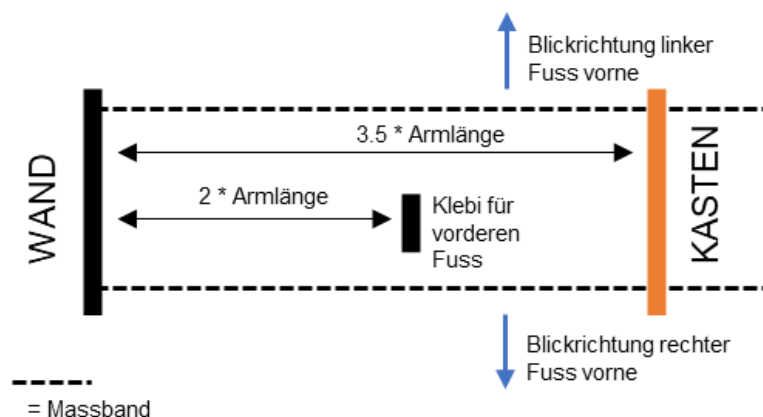 Blickrichtung linker
Fuss vorne
WAND
3.5 * Armlänge
KASTEN
2 * Armlänge
Klebi für
vorderen
Fuss
Blickrichtung rechter
Fuss vorne
= Massband